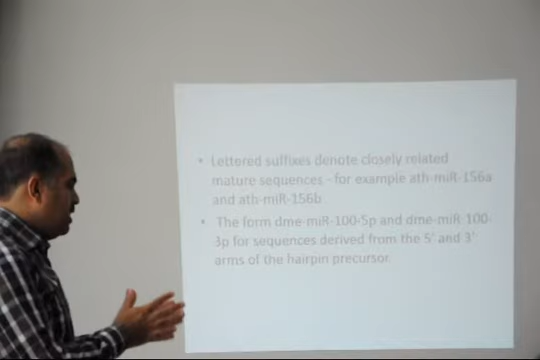 • Lettered suffixes denote closely related
mature sequences - for example ath-miR-156a
and ath-miR-156b
• The form dme-miR-100-5p and dme-miR 100-
3p for sequences derived from the 5' and 3'
arms of the hairpin precursor.